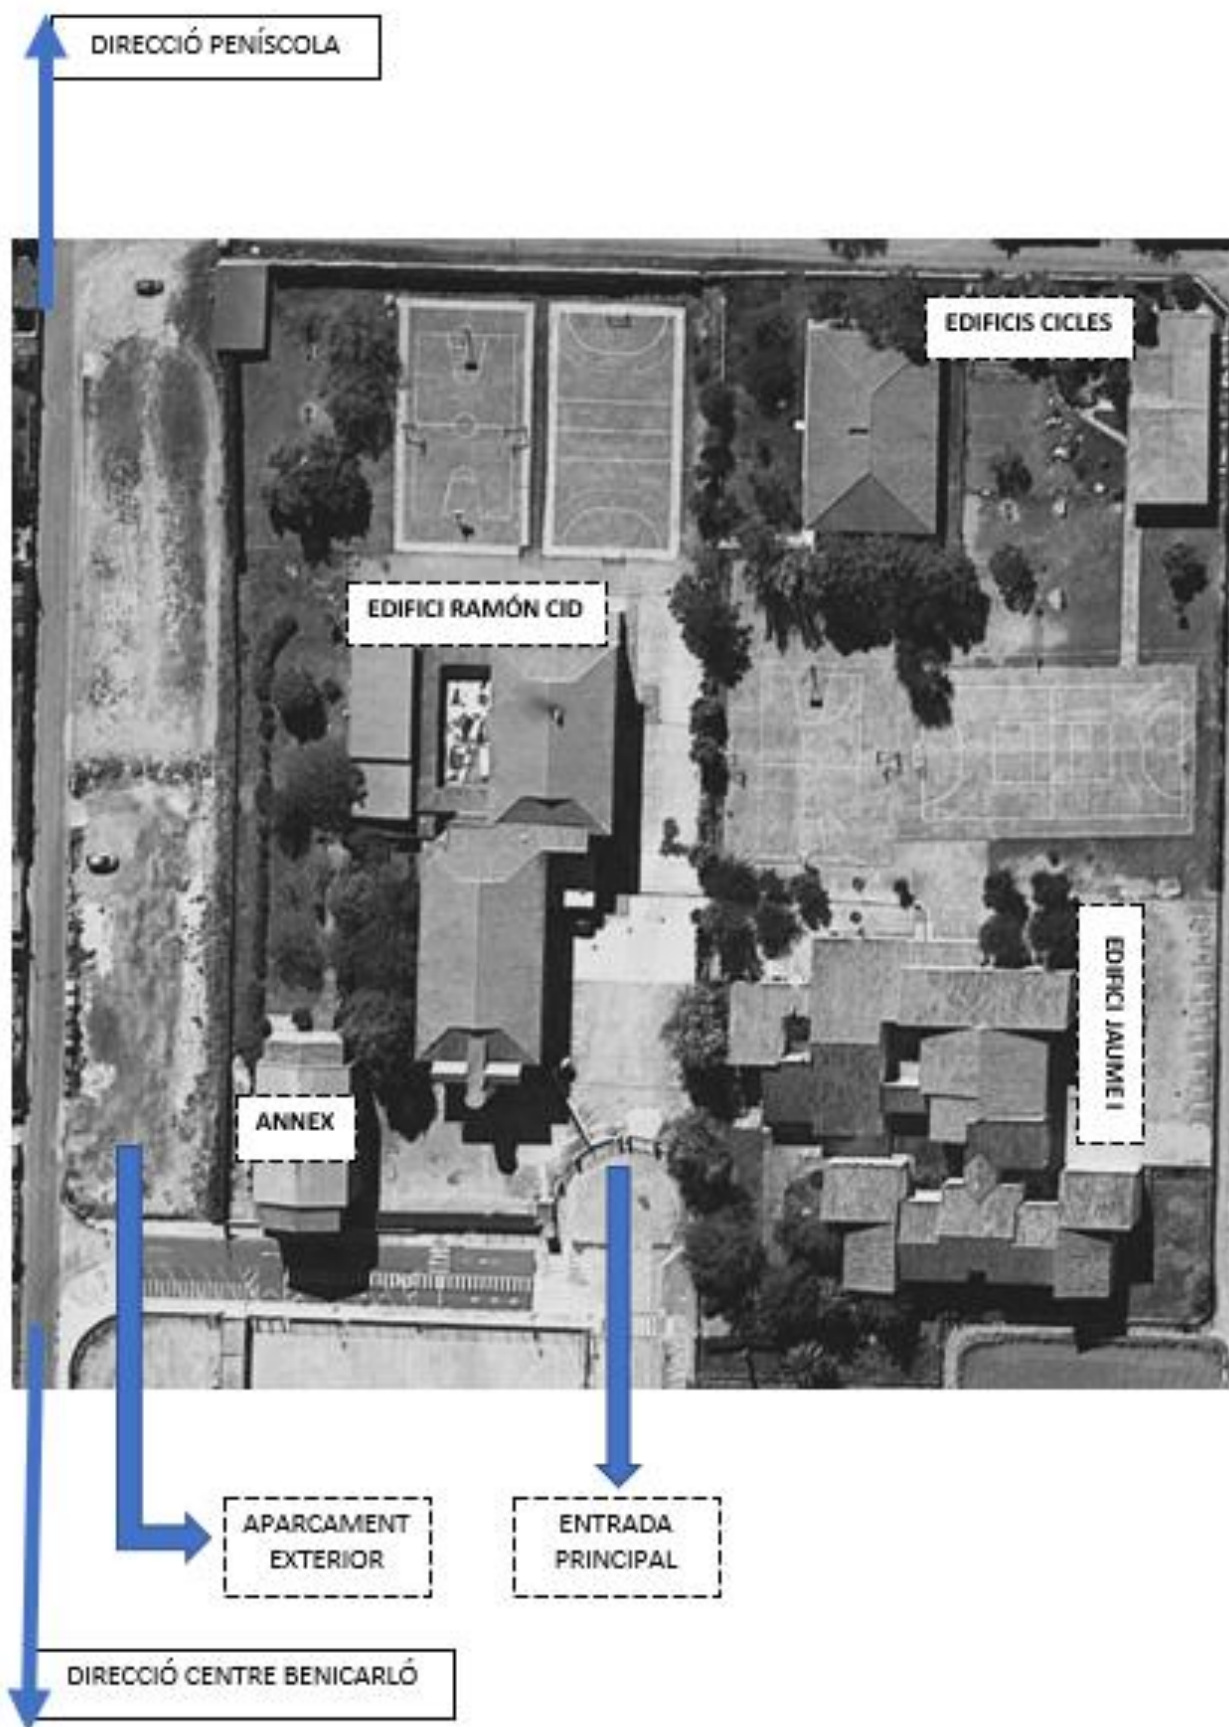 DIRECCIÓ PENÍSCOLA
EDIFICIS CICLES
EDIFICI RAMÓN CID
EDIFICI JAUME I
ANNEX
APARCAMENT
EXTERIOR
ENTRADA
PRINCIPAL
DIRECCIÓ CENTRE BENICARLÓ